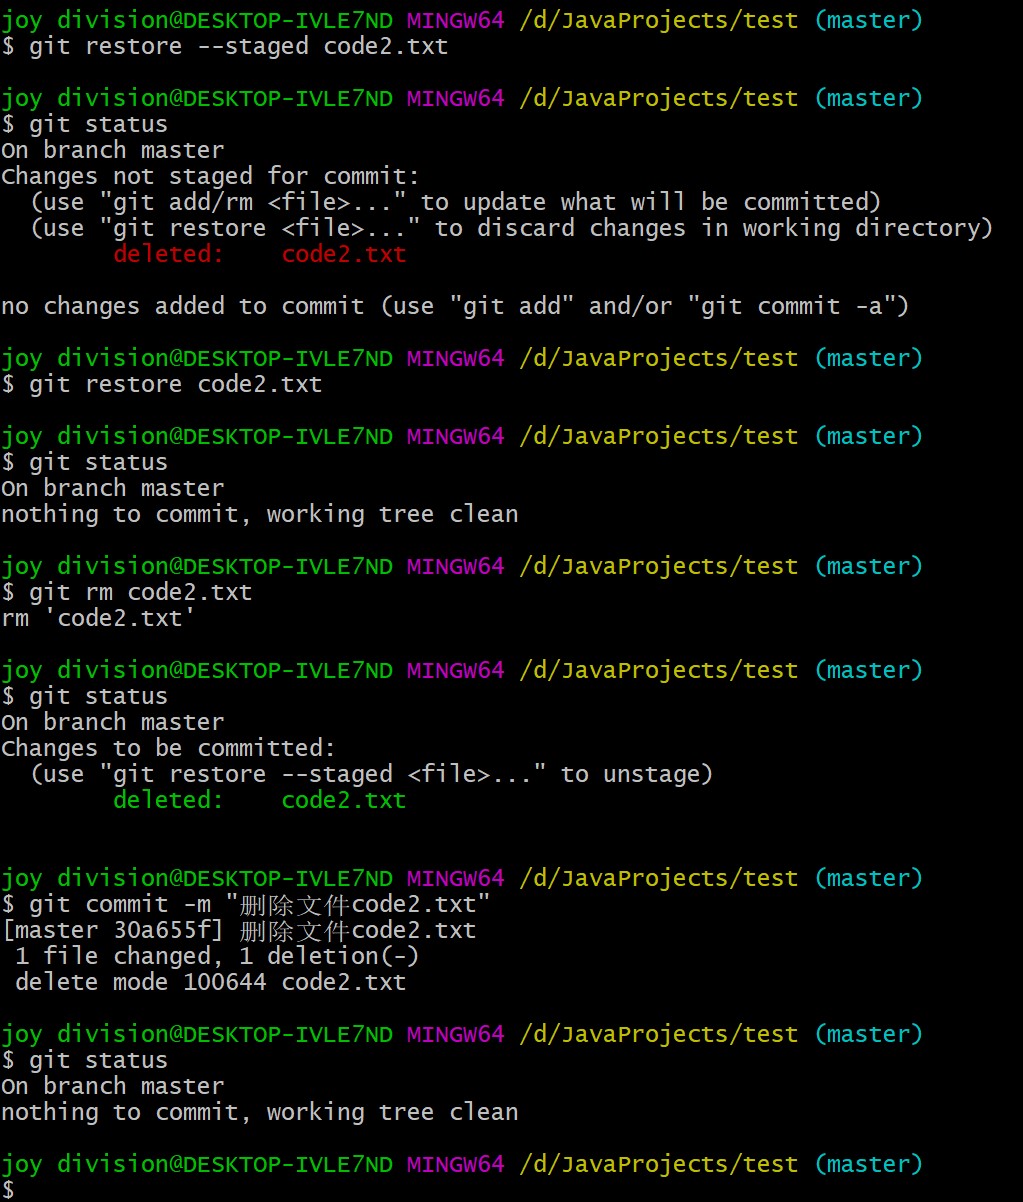 joy division@DESKTOP-IVLE7ND MINGW64 /d/JavaProjects/test (master)
$ git restore --staged code2.txt
joy division@DESKTOP-IVLE7ND MINGW64 /d/JavaProjects/test (master)
$ git status
On branch master
Changes not staged for commit:
  (use "git add/rm <file>..." to update what will be committed)
  (use "git restore <file>..." to discard changes in working directory)
        deleted:    code2.txt
no changes added to commit (use "git add" and/or "git commit -a")
joy division@DESKTOP-IVLE7ND MINGW64 /d/JavaProjects/test (master)
$ git restore code2.txt
joy division@DESKTOP-IVLE7ND MINGW64 /d/JavaProjects/test (master)
$ git status
On branch master
nothing to commit, working tree clean
joy division@DESKTOP-IVLE7ND MINGW64 /d/JavaProjects/test (master)
$ git rm code2.txt
rm 'code2.txt'
joy division@DESKTOP-IVLE7ND MINGW64 /d/JavaProjects/test (master)
$ git status
On branch master
Changes to be committed:
  (use "git restore --staged <file>..." to unstage)
        deleted:    code2.txt
joy division@DESKTOP-IVLE7ND MINGW64 /d/JavaProjects/test (master)
$ git commit -m "删除文件code2.txt"
[master 30a655f] 删除文件code2.txt
 1 file changed, 1 deletion(-)
 delete mode 100644 code2.txt
joy division@DESKTOP-IVLE7ND MINGW64 /d/JavaProjects/test (master)
$ git status
On branch master
nothing to commit, working tree clean
joy division@DESKTOP-IVLE7ND MINGW64 /d/JavaProjects/test (master)
$